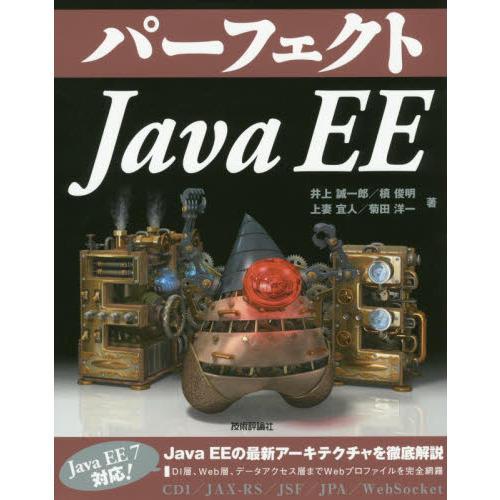 パーフェクト
Java EE
井上 誠一郎／槙 俊明
上妻 宜人／菊田 洋一 著
技術評論社
Java EE 7
対応!
Java EEの最新アーキテクチャを徹底解説
DI層、Web層、データアクセス層までWebプロファイルを完全網羅
CDI／JAX-RS／JSF／JPA／WebSocket